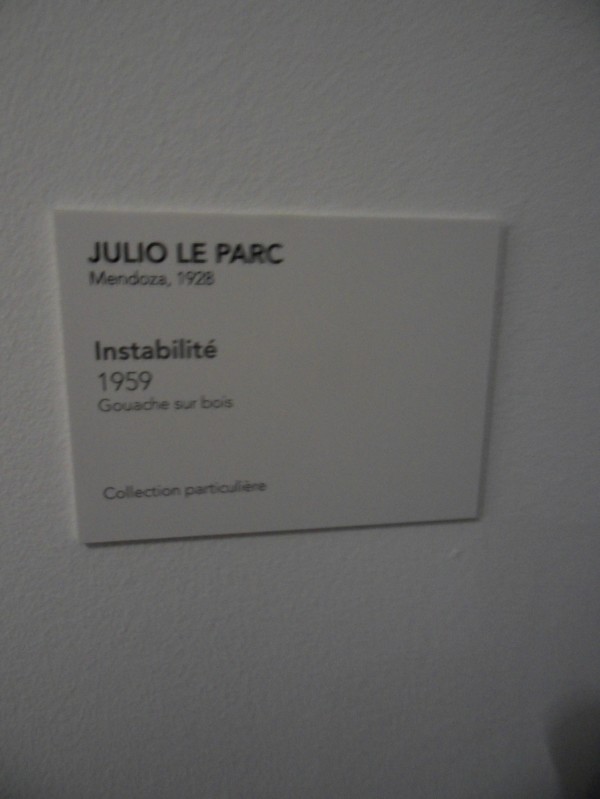 JULIO LE PARC
Mendoza, 1928
Instabilité
1959
Gouache sur bois
Collection particulière